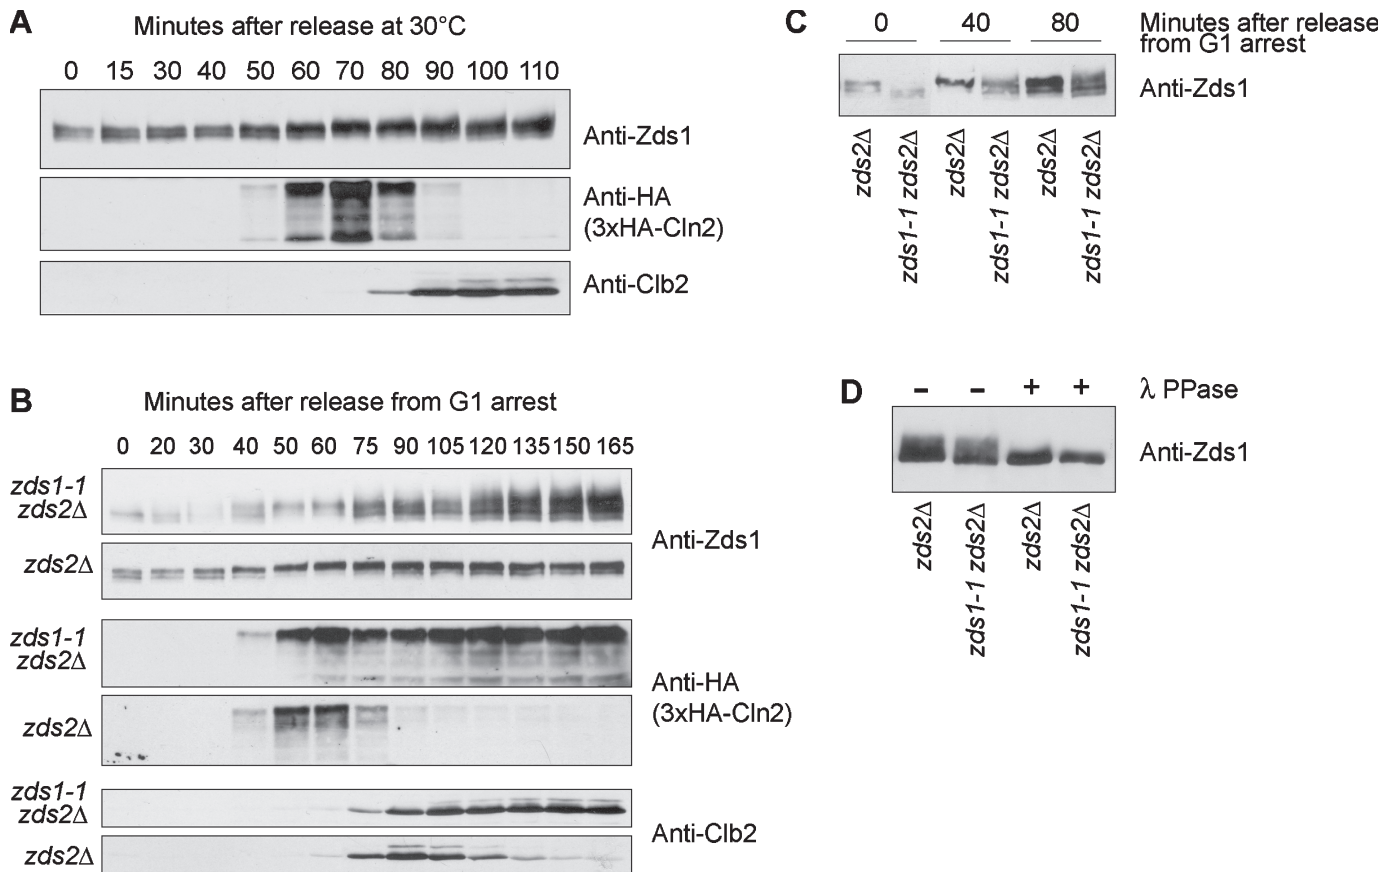 A
Minutes after release at 30°C
0 15 30 40 50 60 70 80 90 100 110
Anti-Zds1
Anti-HA
(3xHA-Cln2)
Anti-Clb2
B
Minutes after release from G1 arrest
0 20 30 40 50 60 75 90 105 120 135 150 165
zds1-1
zds2Δ
zds2Δ
Anti-Zds1
zds1-1
zds2Δ
zds2Δ
Anti-HA
(3xHA-Cln2)
zds1-1
zds2Δ
zds2Δ
Anti-Clb2
C
0 40 80
Minutes after release
from G1 arrest
Anti-Zds1
zds2Δ
zds1-1 zds2Δ
zds2Δ
zds1-1 zds2Δ
zds2Δ
zds1-1 zds2Δ
D
- - + +
λ PPase
Anti-Zds1
zds2Δ
zds1-1 zds2Δ
zds2Δ
zds1-1 zds2Δ